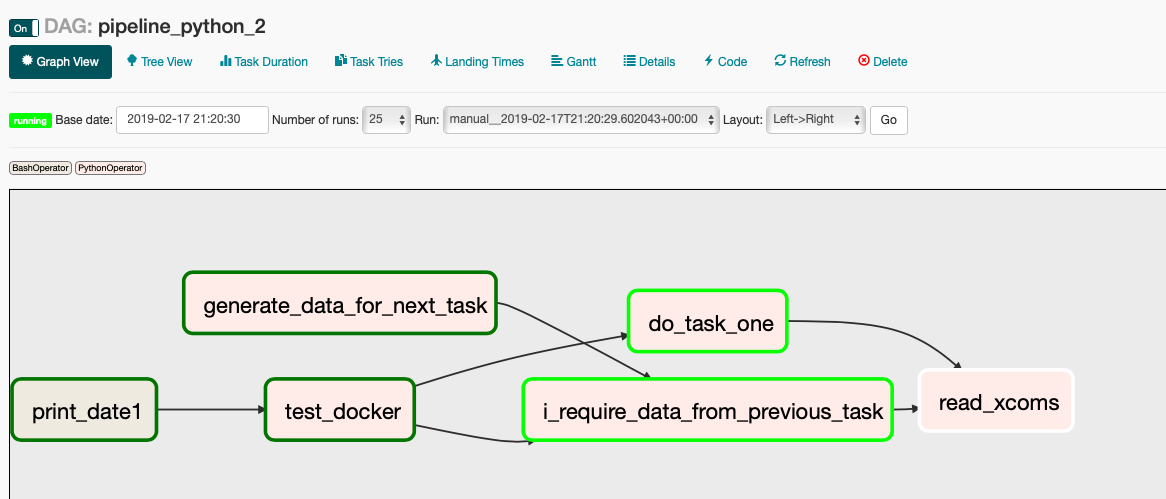 On DAG: pipeline_python_2
Graph View Tree View Task Duration Task Tries Landing Times Gantt Details Code Refresh Delete
running Base date: 2019-02-17 21:20:30 Number of runs: 25 Run: manual__2019-02-17T21:20:29.602043+00:00 Layout: Left->Right Go
BashOperator PythonOperator
generate_data_for_next_task
do_task_one
print_date1
test_docker
i_require_data_from_previous_task
read_xcoms